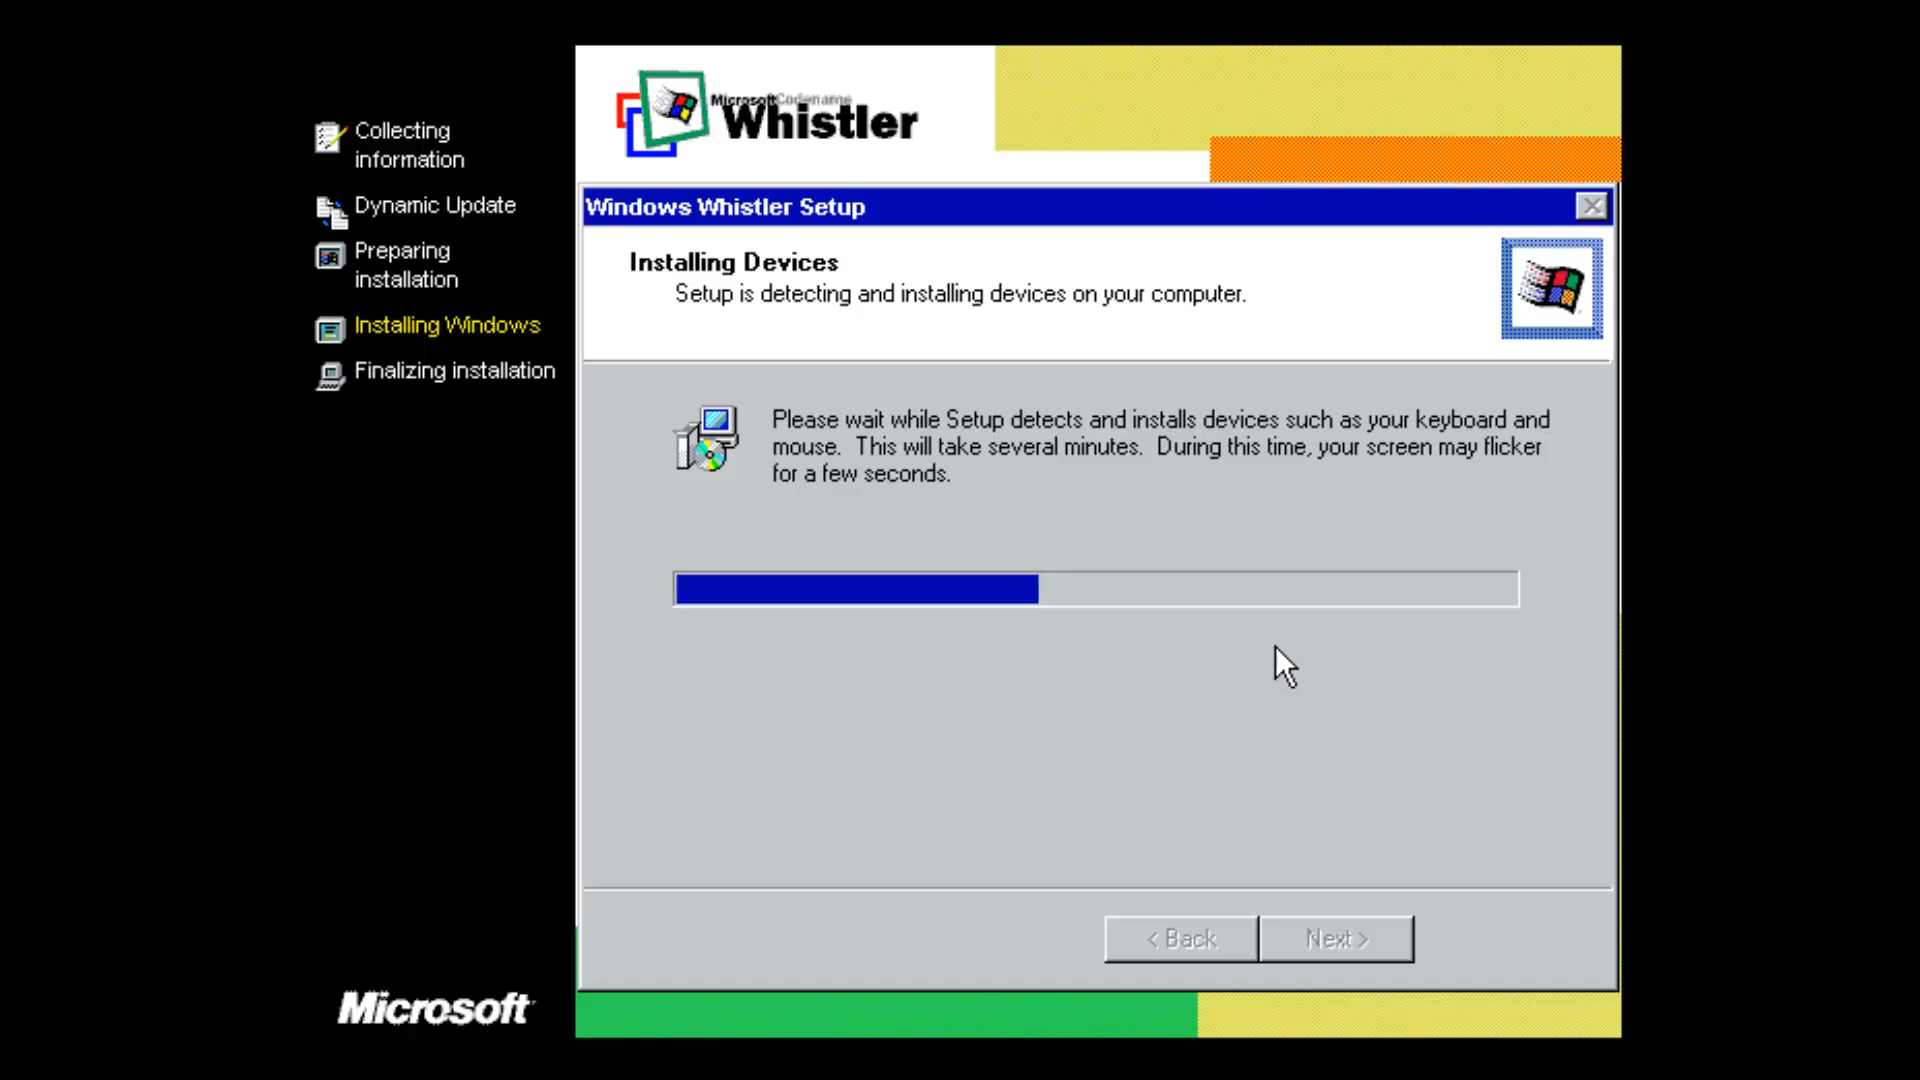 Collecting
information
Dynamic Update
Preparing
installation
Installing Windows
Finalizing installation
Microsoft
Microsoft Codename
Whistler
Windows Whistler Setup
Installing Devices
Setup is detecting and installing devices on your computer.
Please wait while Setup detects and installs devices such as your keyboard and
mouse.  This will take several minutes.  During this time, your screen may flicker
for a few seconds.
< Back
Next >